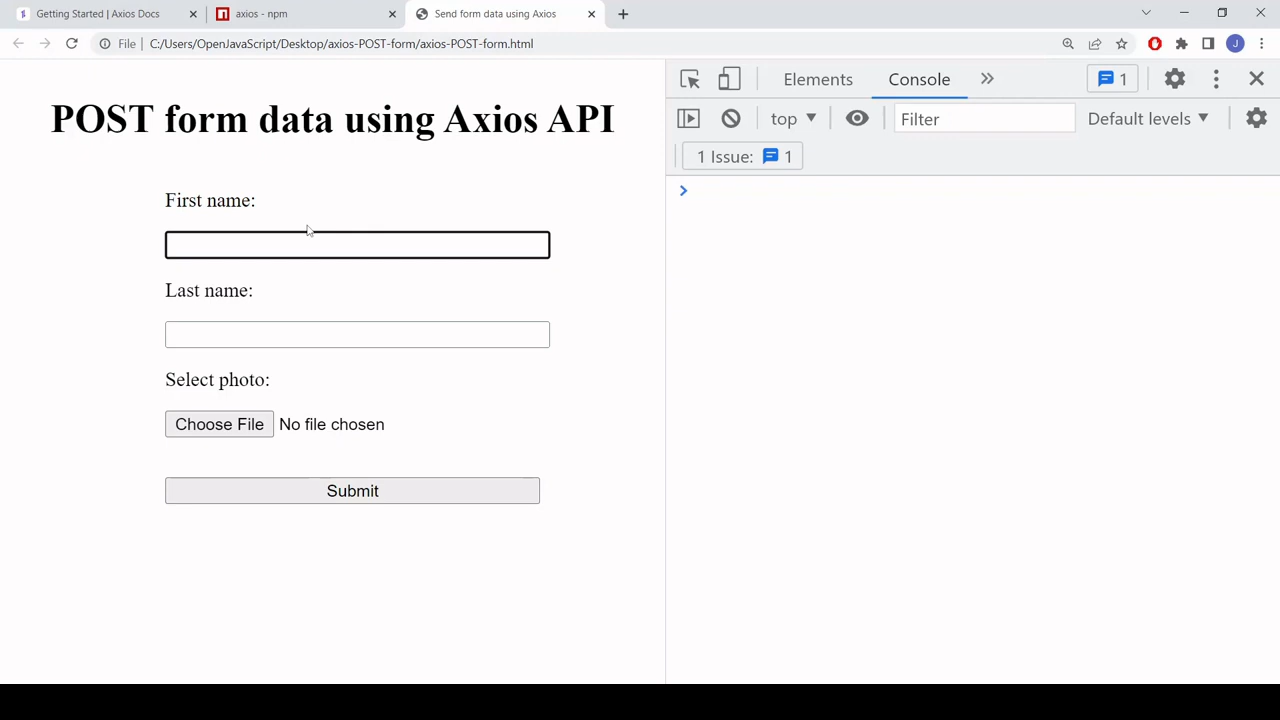 Getting Started | Axios Docs
axios - npm
Send form data using Axios
File
C:/Users/OpenJavaScript/Desktop/axios-POST-form/axios-POST-form.html
J
Elements
Console
1
top
Filter
Default levels
1 Issue: 1
POST form data using Axios API
First name:
Last name:
Select photo:
Choose File No file chosen
Submit